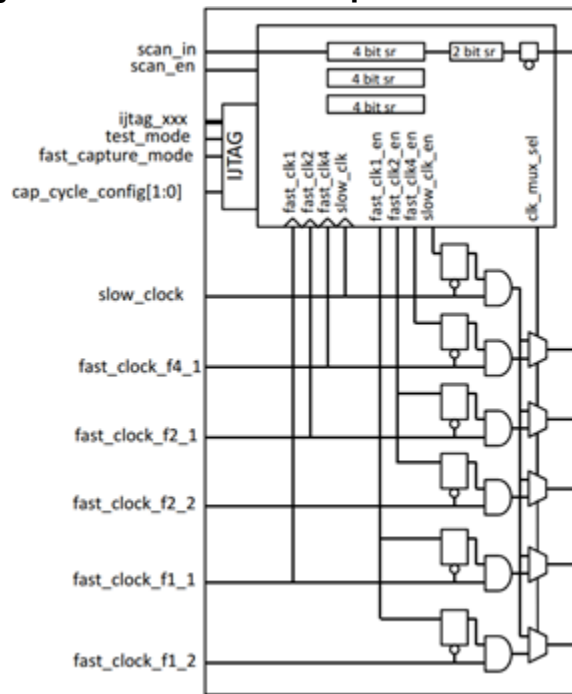 scan_in
scan_en
4 bit sr
2 bit sr
4 bit sr
4 bit sr
ijtag_xxx
test_mode
fast_capture_mode
cap_cycle_config[1:0]
IJTAG
fast_clk1
fast_clk2
fast_clk4
slow_clk
fast_clk1_en
fast_clk2_en
fast_clk4_en
slow_clk_en
clk_mux_sel
slow_clock
fast_clock_f4_1
fast_clock_f2_1
fast_clock_f2_2
fast_clock_f1_1
fast_clock_f1_2